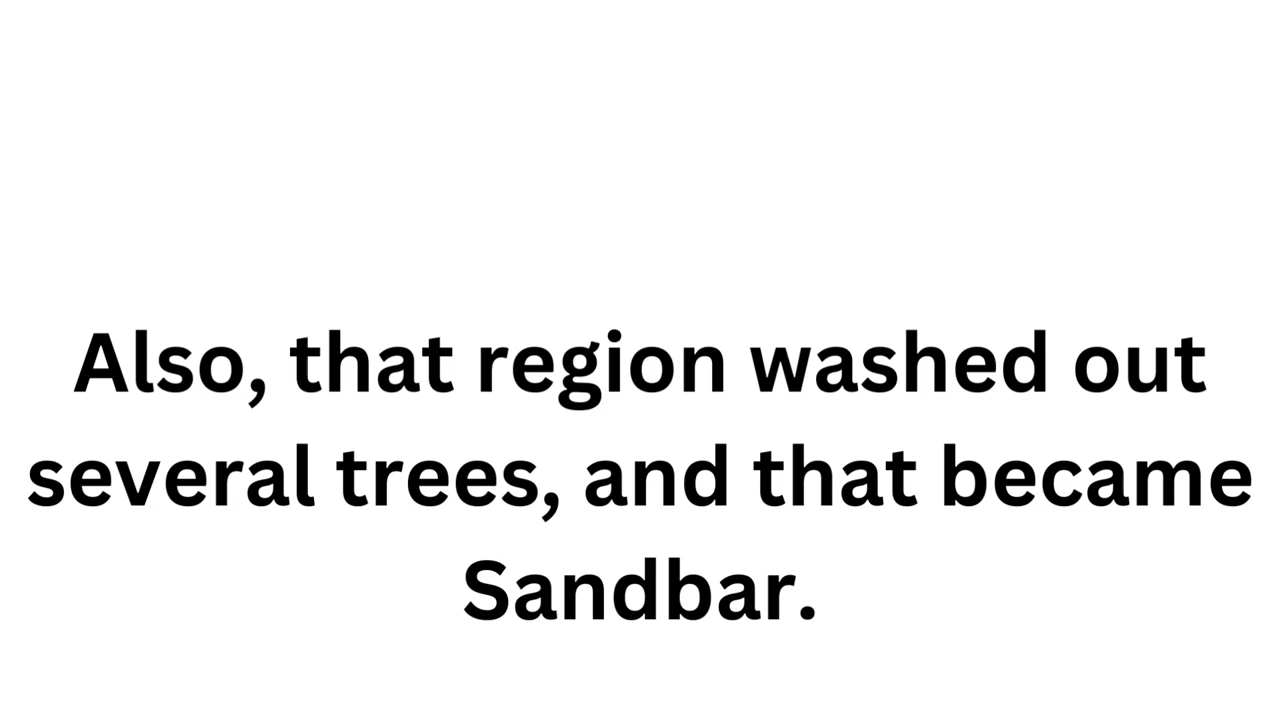 Also, that region washed out
several trees, and that became
Sandbar.